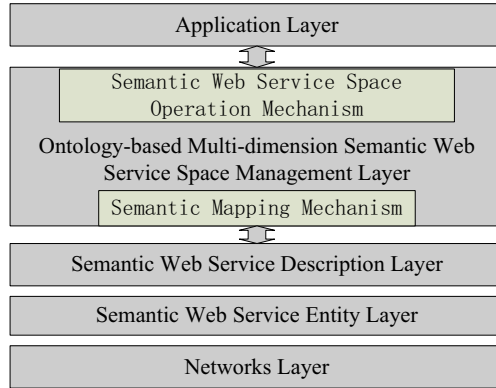 Application Layer
Semantic Web Service Space
Operation Mechanism
Ontology-based Multi-dimension Semantic Web
Service Space Management Layer
Semantic Mapping Mechanism
Semantic Web Service Description Layer
Semantic Web Service Entity Layer
Networks Layer